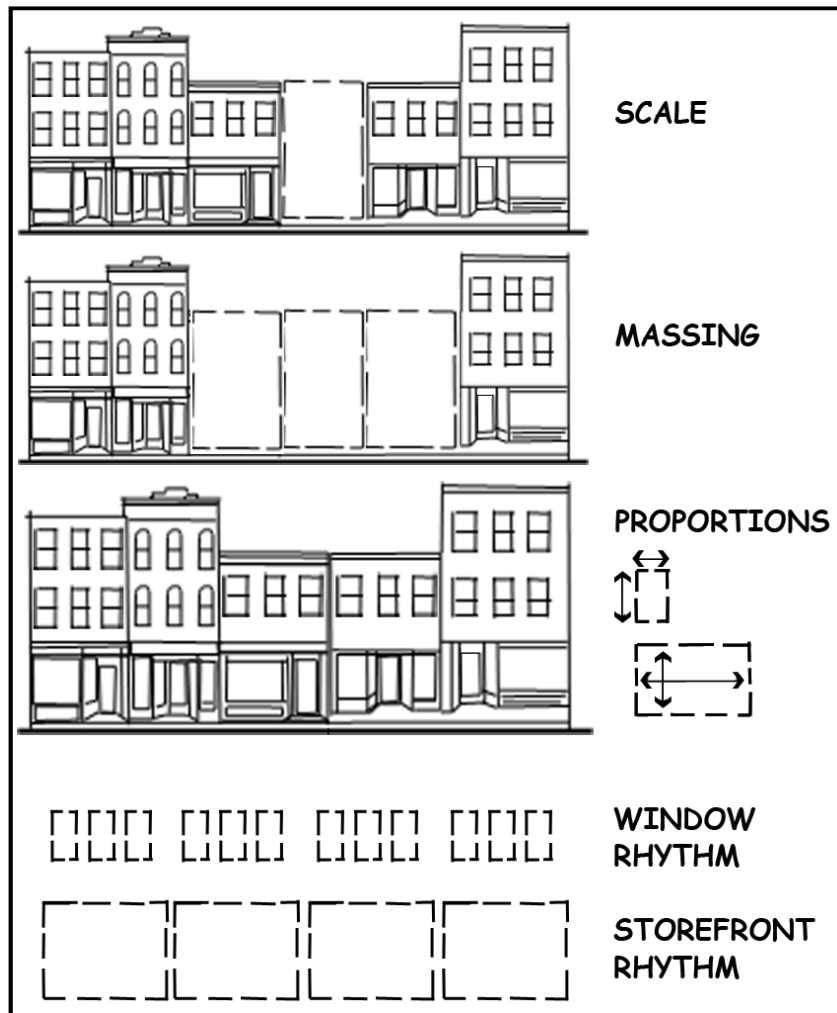 SCALE
MASSING
PROPORTIONS
WINDOW
RHYTHM
STOREFRONT
RHYTHM